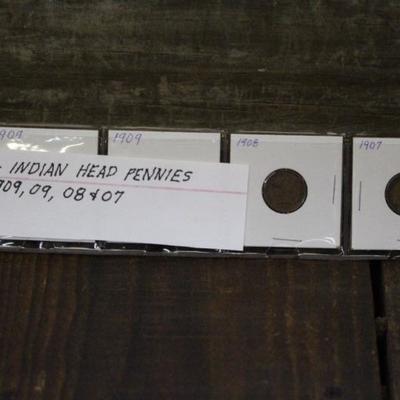 1909
1908
1907
INDIAN HEAD PENNIES
09, 08 & 07